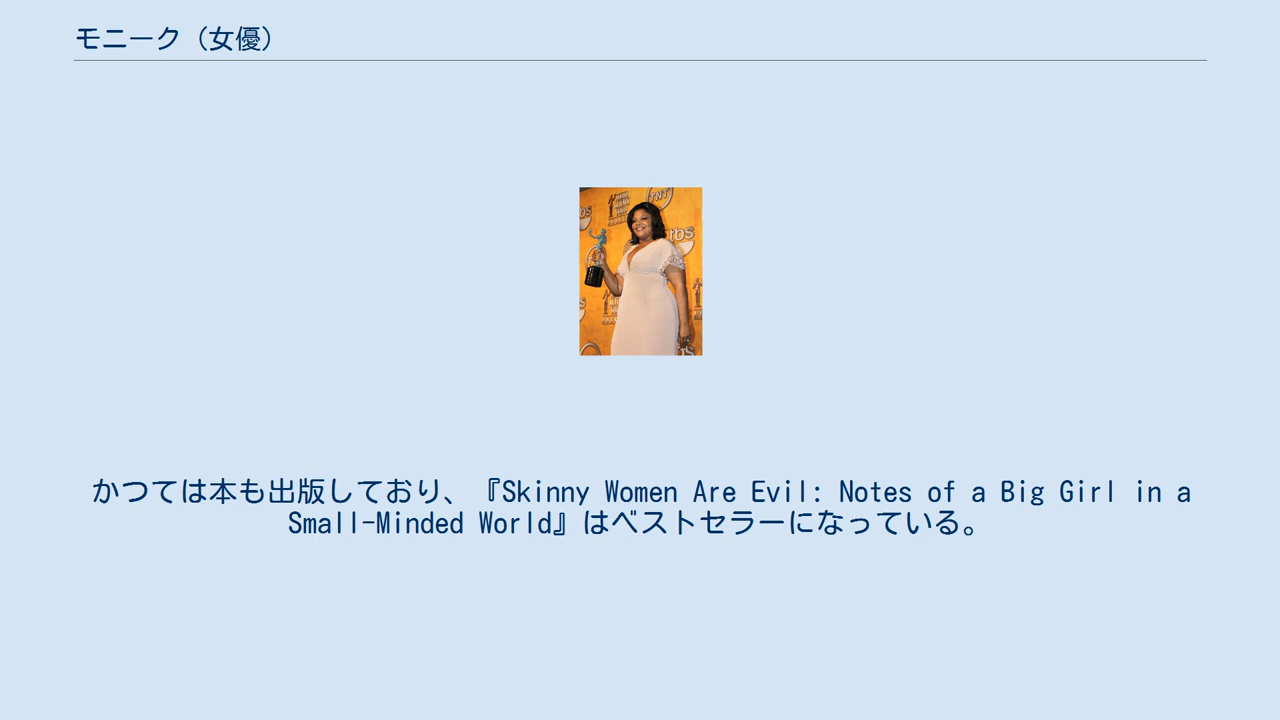 モニーク（女優）
TNT
tbs
かつては本も出版しており、『Skinny Women Are Evil: Notes of a Big Girl in a
Small-Minded World』はベストセラーになっている。